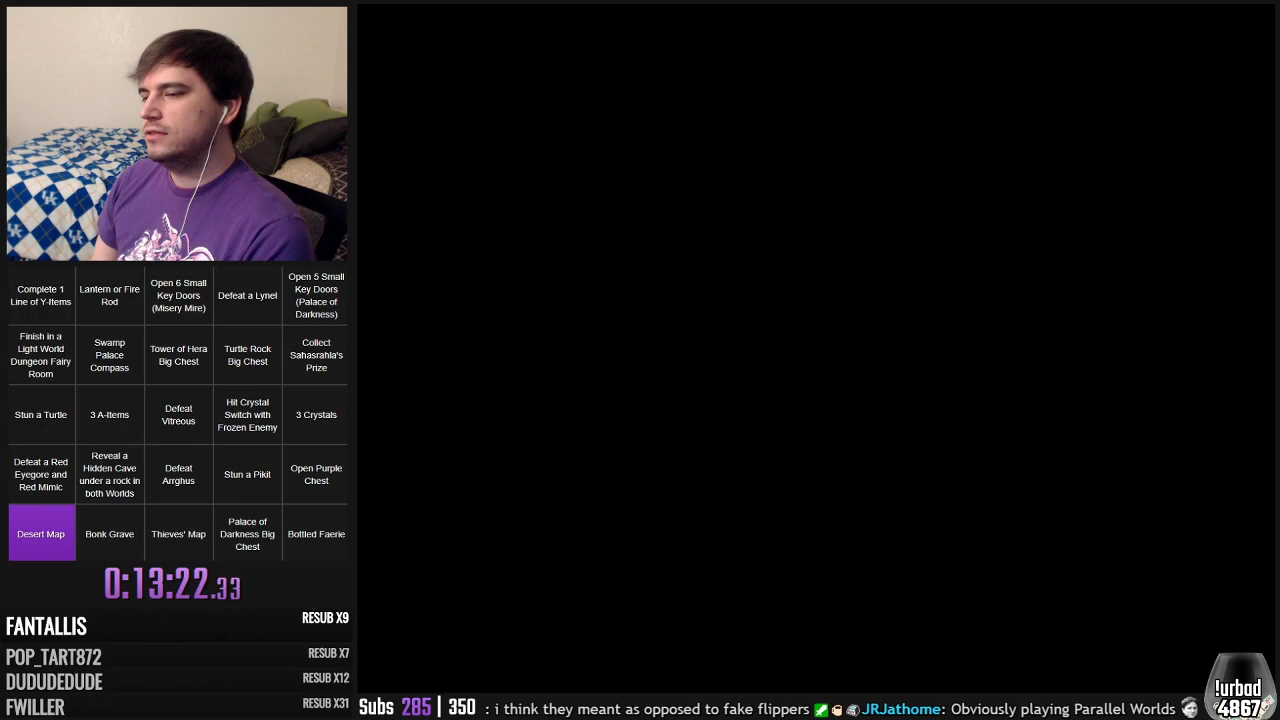 Complete 1
Line of Y-Items
Lantern or Fire
Rod
Open 6 Small
Key Doors
(Misery Mire)
Defeat a Lynel
Open 5 Small
Key Doors
(Palace of
Darkness)
Finish in a
Light World
Dungeon Fairy
Room
Swamp
Palace
Compass
Tower of Hera
Big Chest
Turtle Rock
Big Chest
Collect
Sahasrahla's
Prize
Stun a Turtle
3 A-Items
Defeat
Vitreous
Hit Crystal
Switch with
Frozen Enemy
3 Crystals
Defeat a Red
Eyegore and
Red Mimic
Reveal a
Hidden Cave
under a rock in
both Worlds
Defeat
Arrghus
Stun a Pikit
Open Purple
Chest
Desert Map
Bonk Grave
Thieves' Map
Palace of
Darkness Big
Chest
Bottled Faerie
0:13:22.33
FANTALLIS RESUB X9
POP_TART872 RESUB X7
DUDUDEDUDE RESUB X12
FWILLER RESUB X31
Subs 285 | 350 : i think they meant as opposed to fake flippers JRJathome: Obviously playing Parallel Worlds
!urbad
4867